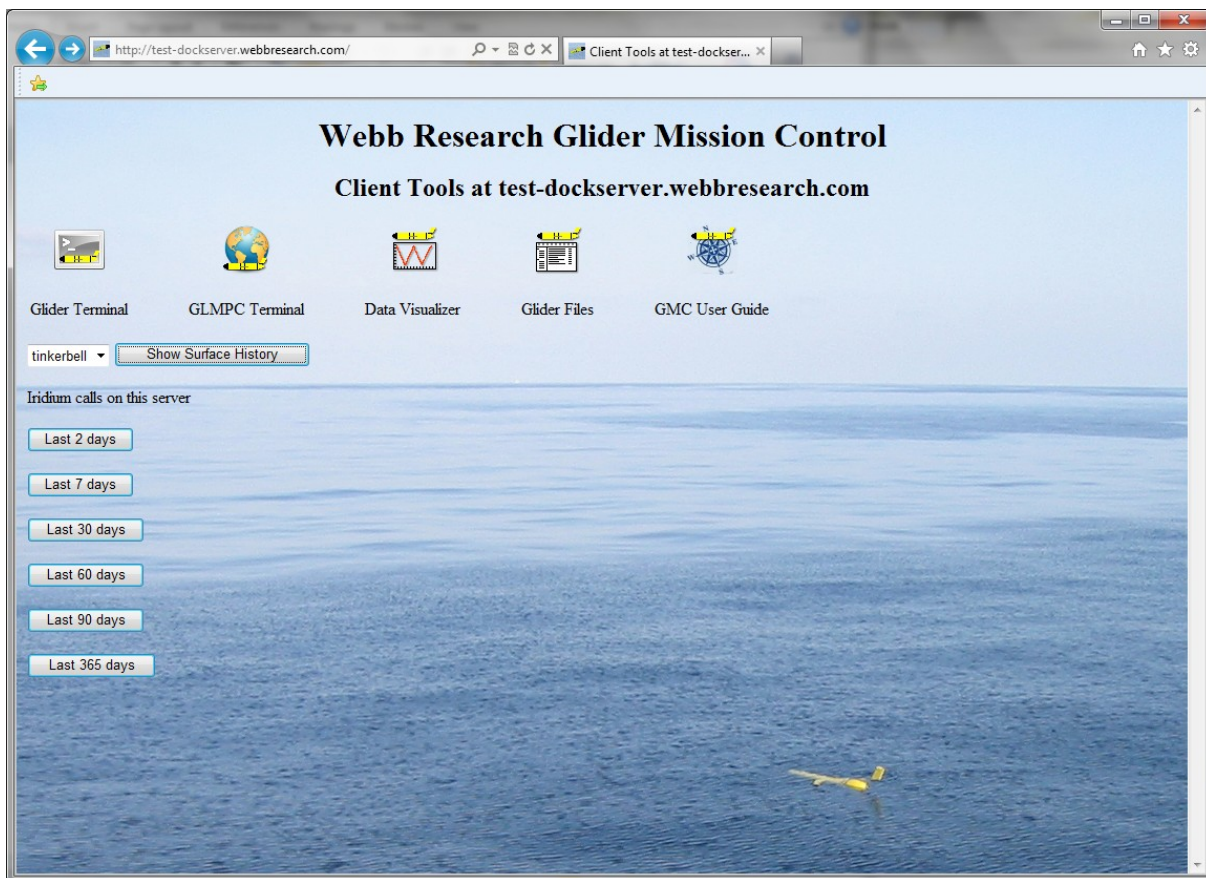 http://test-dockserver.webbresearch.com/
Client Tools at test-dockser...
Webb Research Glider Mission Control
Client Tools at test-dockserver.webbresearch.com
Glider Terminal
GLMPC Terminal
Data Visualizer
Glider Files
GMC User Guide
tinkerbell
Show Surface History
Iridium calls on this server
Last 2 days
Last 7 days
Last 30 days
Last 60 days
Last 90 days
Last 365 days